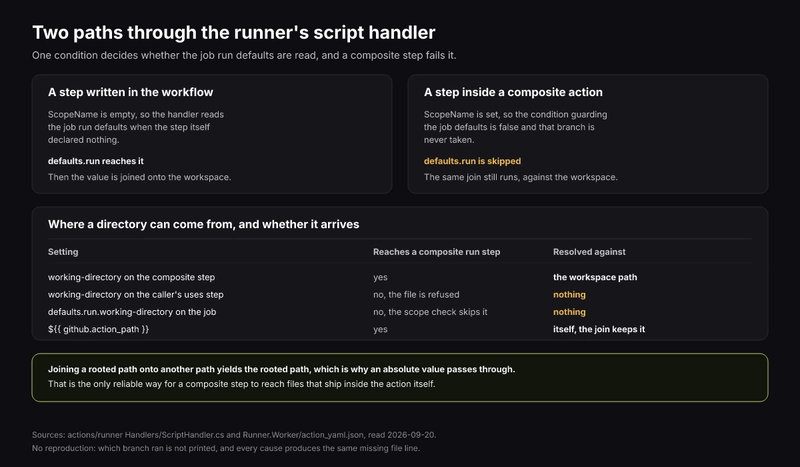 Two paths through the runner's script handler
One condition decides whether the job run defaults are read, and a composite step fails it.
A step written in the workflow
ScopeName is empty, so the handler reads
the job run defaults when the step itself
declared nothing.
defaults.run reaches it
Then the value is joined onto the workspace.
A step inside a composite action
ScopeName is set, so the condition guarding
the job defaults is false and that branch is
never taken.
defaults.run is skipped
The same join still runs, against the workspace.
Where a directory can come from, and whether it arrives
Setting Reaches a composite run step Resolved against
working-directory on the composite step yes the workspace path
working-directory on the caller's uses step no, the file is refused nothing
defaults.run.working-directory on the job no, the scope check skips it nothing
${{ github.action_path }} yes itself, the join keeps it
Joining a rooted path onto another path yields the rooted path, which is why an absolute value passes through.
That is the only reliable way for a composite step to reach files that ship inside the action itself.
Sources: actions/runner Handlers/ScriptHandler.cs and Runner.Worker/action_yaml.json, read 2026-09-20.
No reproduction: which branch ran is not printed, and every cause produces the same missing file line.